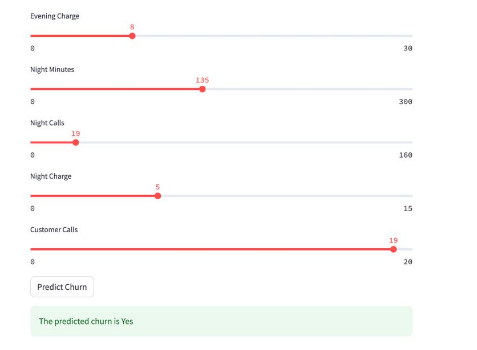 Evening Charge
8
0 30
Night Minutes
135
0 300
Night Calls
19
0 160
Night Charge
5
0 15
Customer Calls
19
0 20
Predict Churn
The predicted churn is Yes